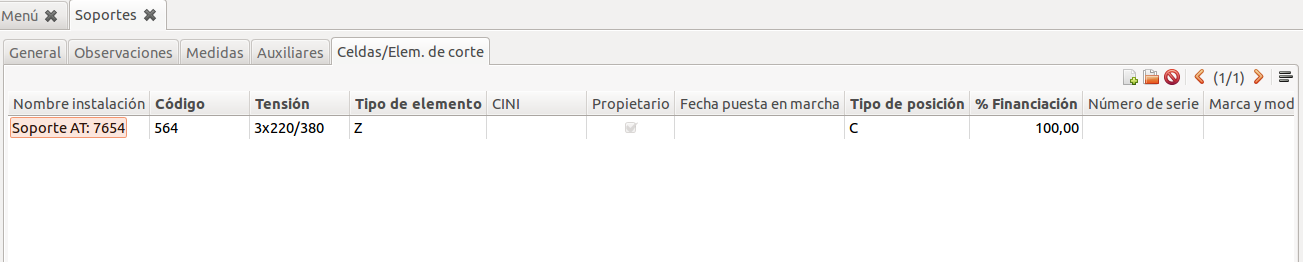 Menú Soportes
General Observaciones Medidas Auxiliares Celdas/Elem. de corte
(1/1)
Nombre instalación Código Tensión Tipo de elemento CINI Propietario Fecha puesta en marcha Tipo de posición % Financiación Número de serie Marca y mod
Soporte AT: 7654 564 3x220/380 Z C 100,00